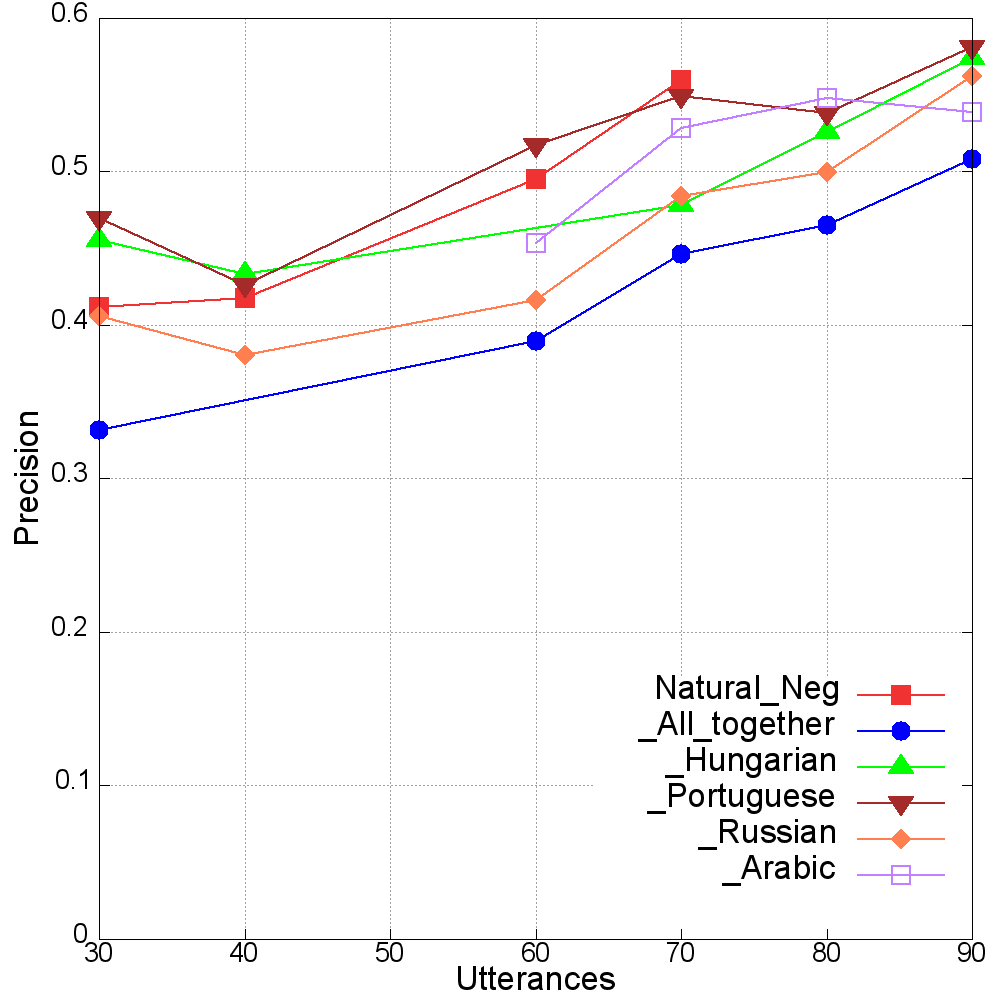 0.6
0.5
0.4
0.3
0.2
0.1
0
Precision
30 40 50 60 70 80 90
Utterances
Natural_Neg
_All_together
_Hungarian
_Portuguese
_Russian
_Arabic